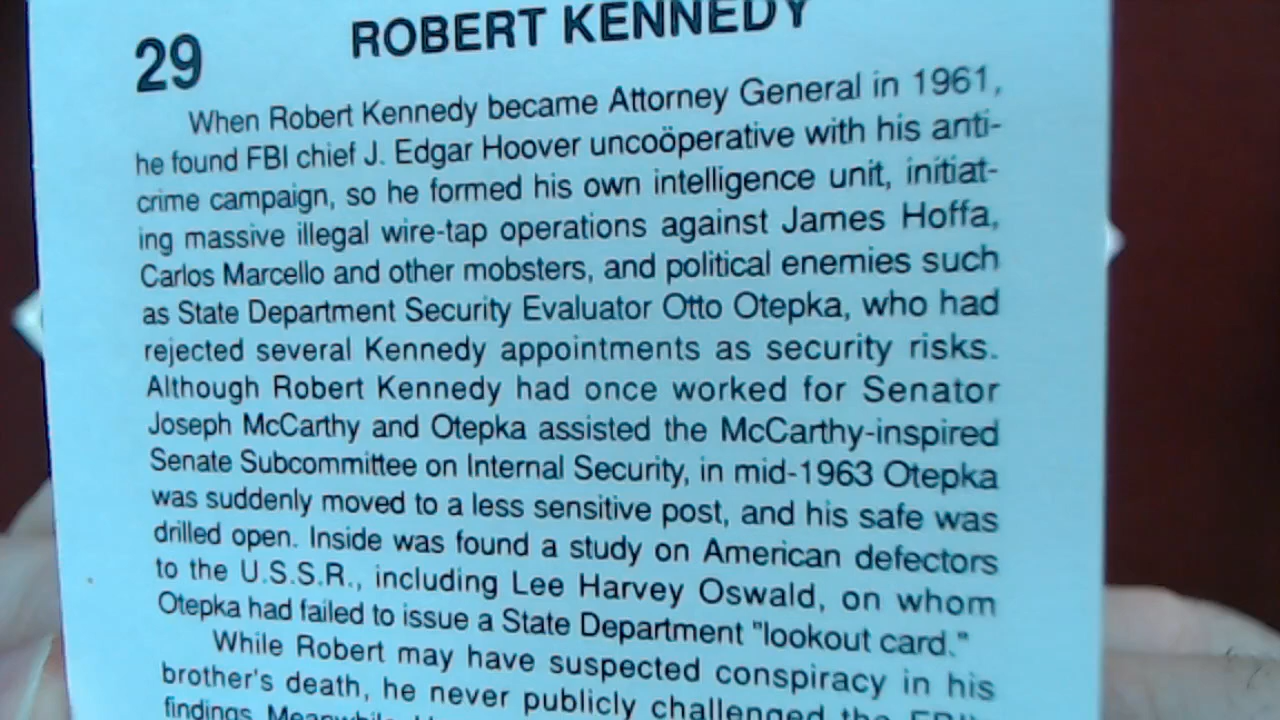 29
ROBERT KENNEDY
When Robert Kennedy became Attorney General in 1961,
he found FBI chief J. Edgar Hoover uncoöperative with his anti-
crime campaign, so he formed his own intelligence unit, initiat-
ing massive illegal wire-tap operations against James Hoffa,
Carlos Marcello and other mobsters, and political enemies such
as State Department Security Evaluator Otto Otepka, who had
rejected several Kennedy appointments as security risks.
Although Robert Kennedy had once worked for Senator
Joseph McCarthy and Otepka assisted the McCarthy-inspired
Senate Subcommittee on Internal Security, in mid-1963 Otepka
was suddenly moved to a less sensitive post, and his safe was
drilled open. Inside was found a study on American defectors
to the U.S.S.R., including Lee Harvey Oswald, on whom
Otepka had failed to issue a State Department "lookout card."
While Robert may have suspected conspiracy in his
brother's death, he never publicly challenged the
findings. Meanwhile,